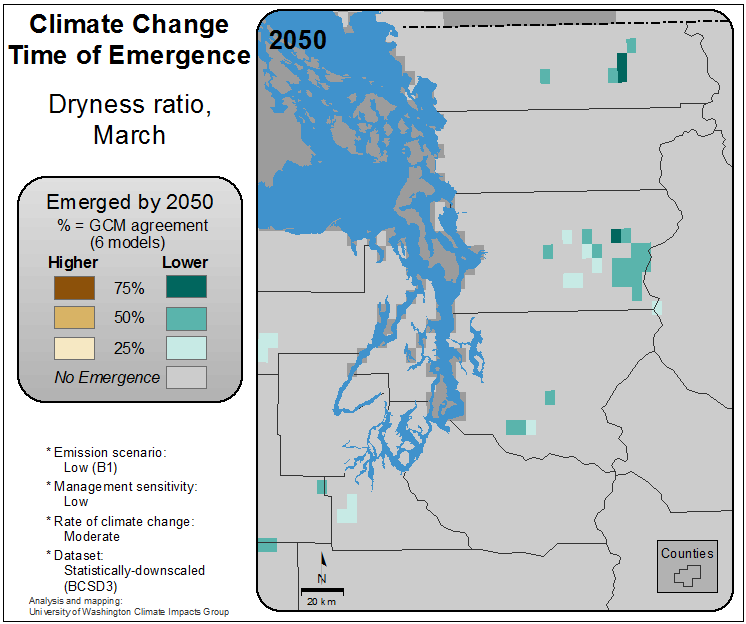 Climate Change
Time of Emergence
Dryness ratio,
March
Emerged by 2050
% = GCM agreement
(6 models)
Higher Lower
75%
50%
25%
No Emergence
* Emission scenario:
Low (B1)
* Management sensitivity:
Low
* Rate of climate change:
Moderate
* Dataset:
Statistically-downscaled
(BCSD3)
Analysis and mapping:
University of Washington Climate Impacts Group
2050
N
20 km
Counties